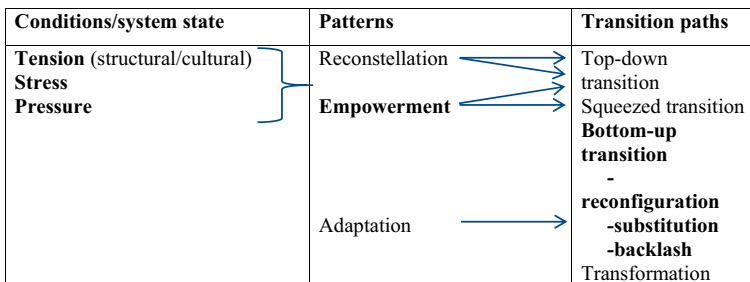 Conditions/system state
Tension (structural/cultural)
Stress
Pressure
Patterns
Reconstellation
Empowerment
Adaptation
Transition paths
Top-down
transition
Squeezed transition
Bottom-up
transition
-
reconfiguration
-substitution
-backlash
Transformation